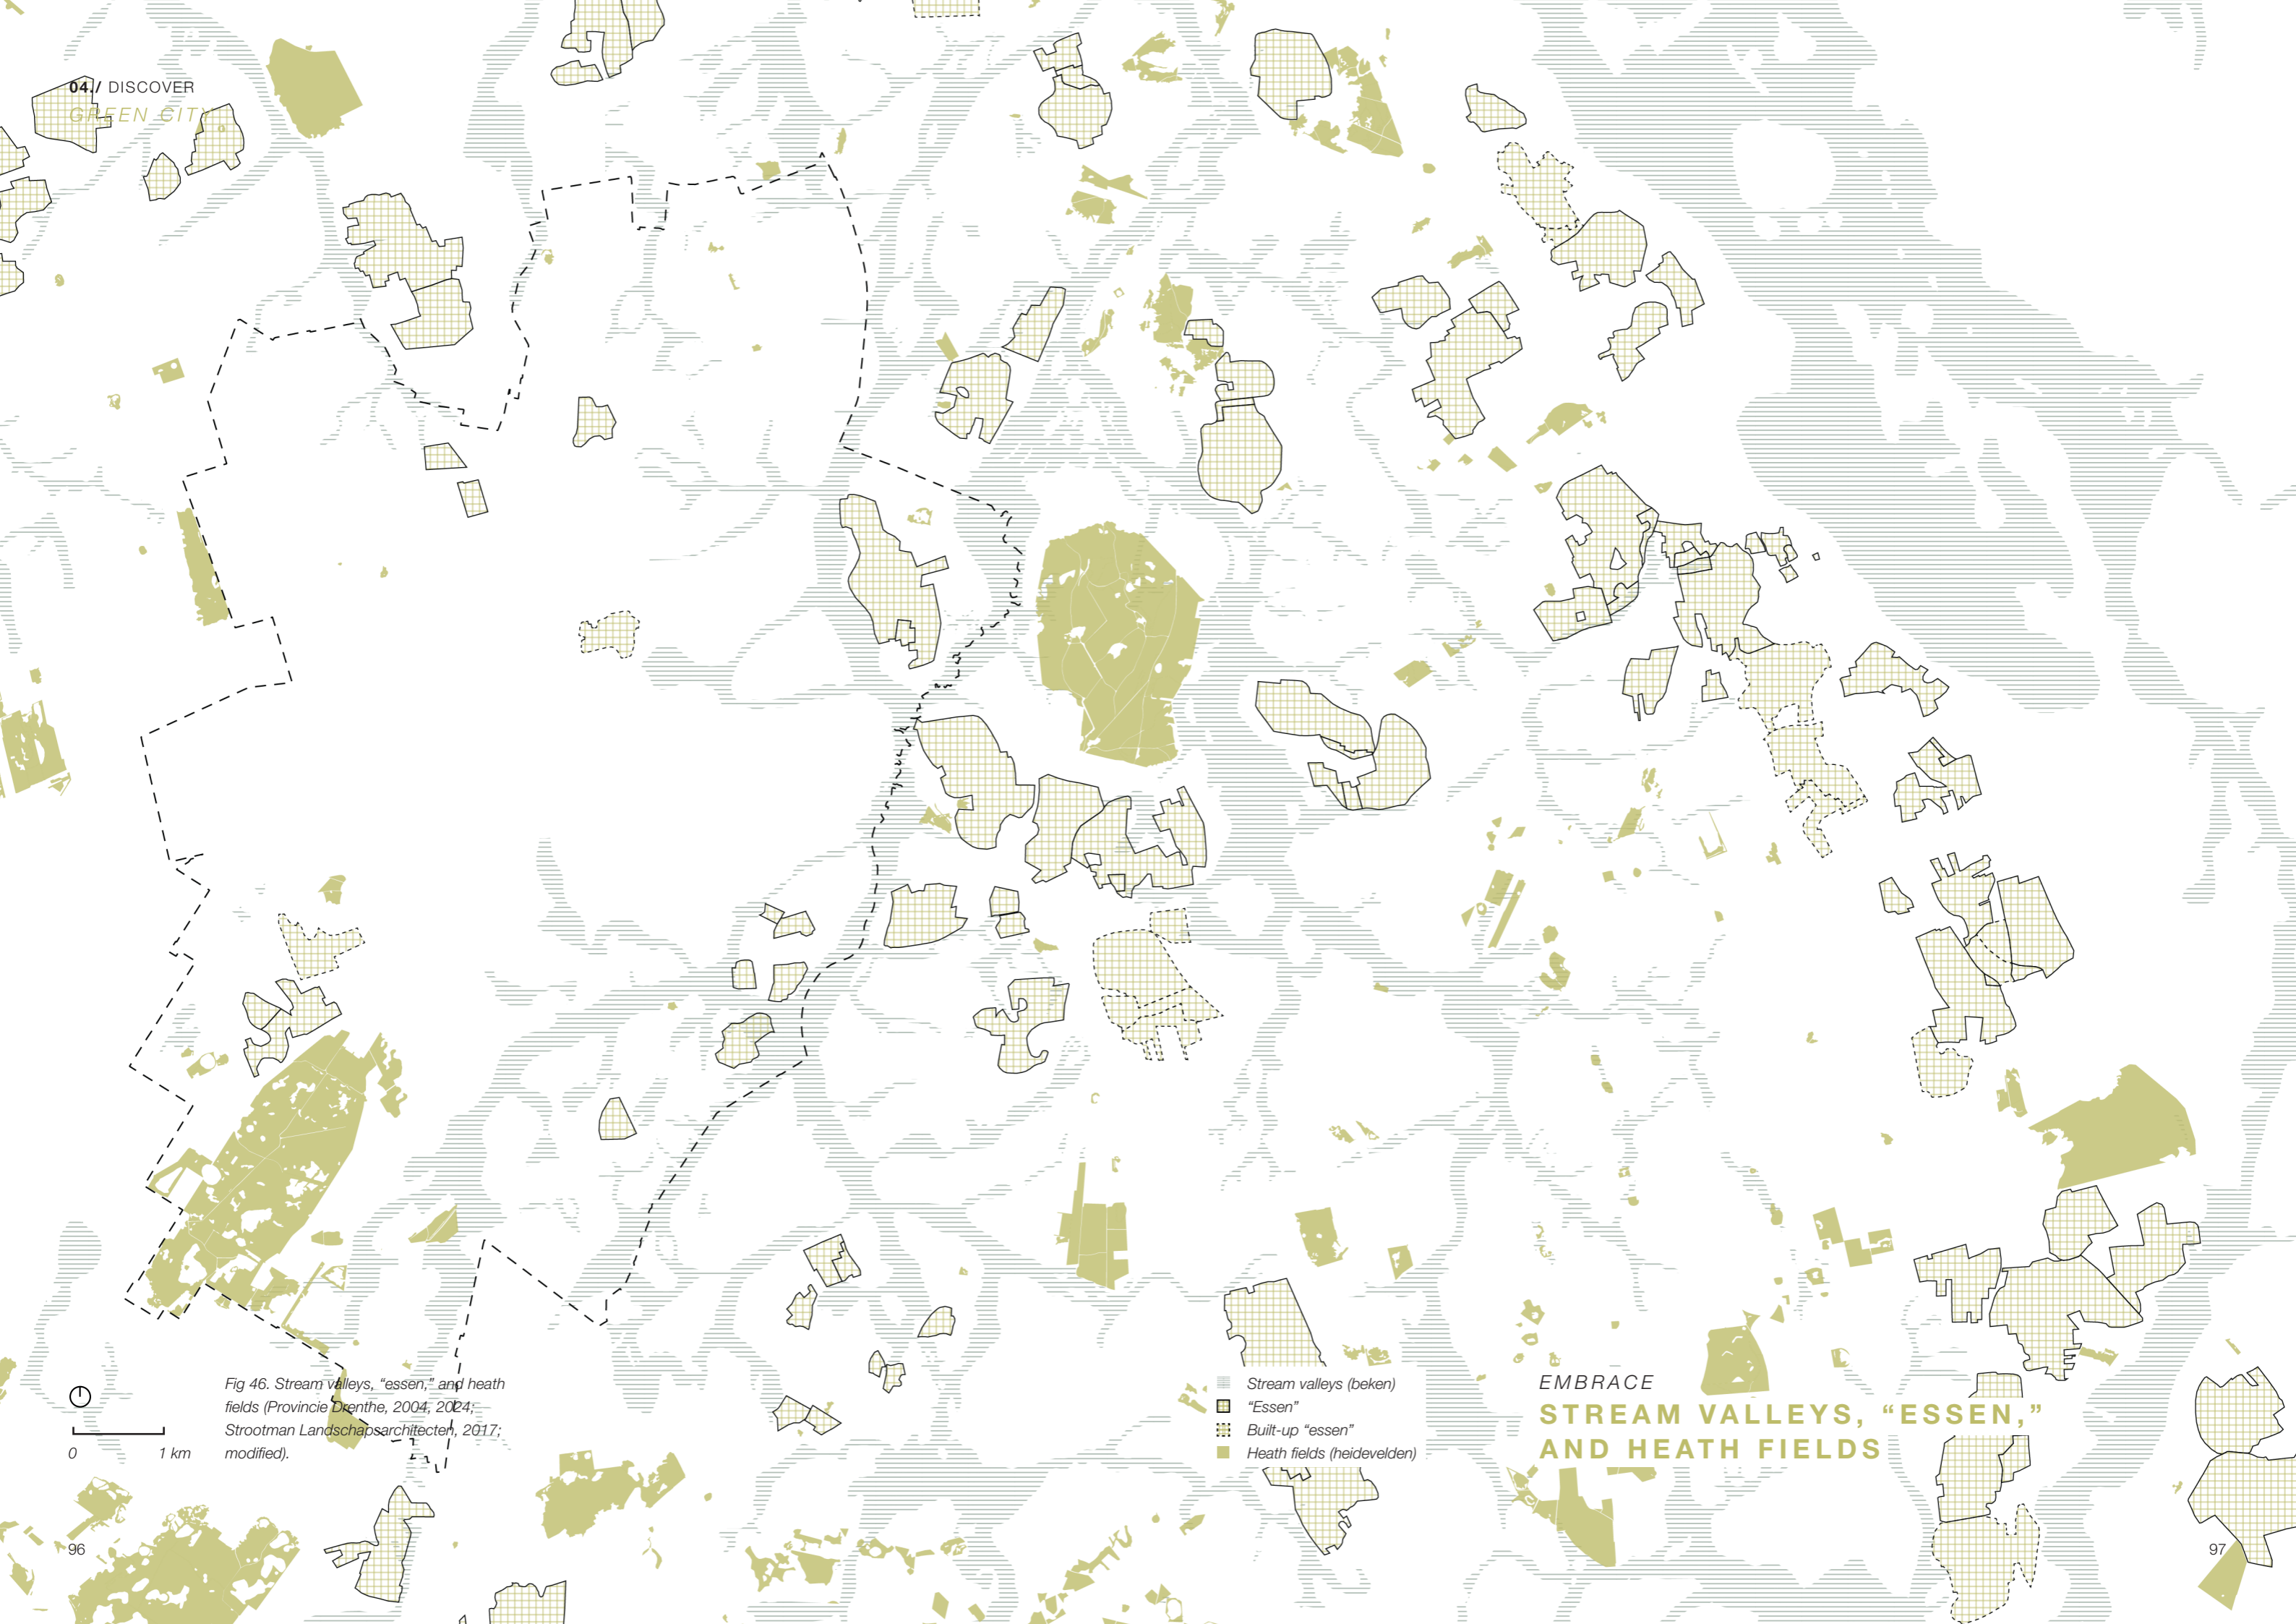 04./ DISCOVER
GREEN CITY
Fig 46. Stream valleys, “essen,” and heath
fields (Provincie Drenthe, 2004, 2024;
Strootman Landschapsarchitecten, 2017;
modified).
0 1 km
96
Stream valleys (beken)
“Essen”
Built-up “essen”
Heath fields (heidevelden)
EMBRACE
STREAM VALLEYS, “ESSEN,”
AND HEATH FIELDS
97